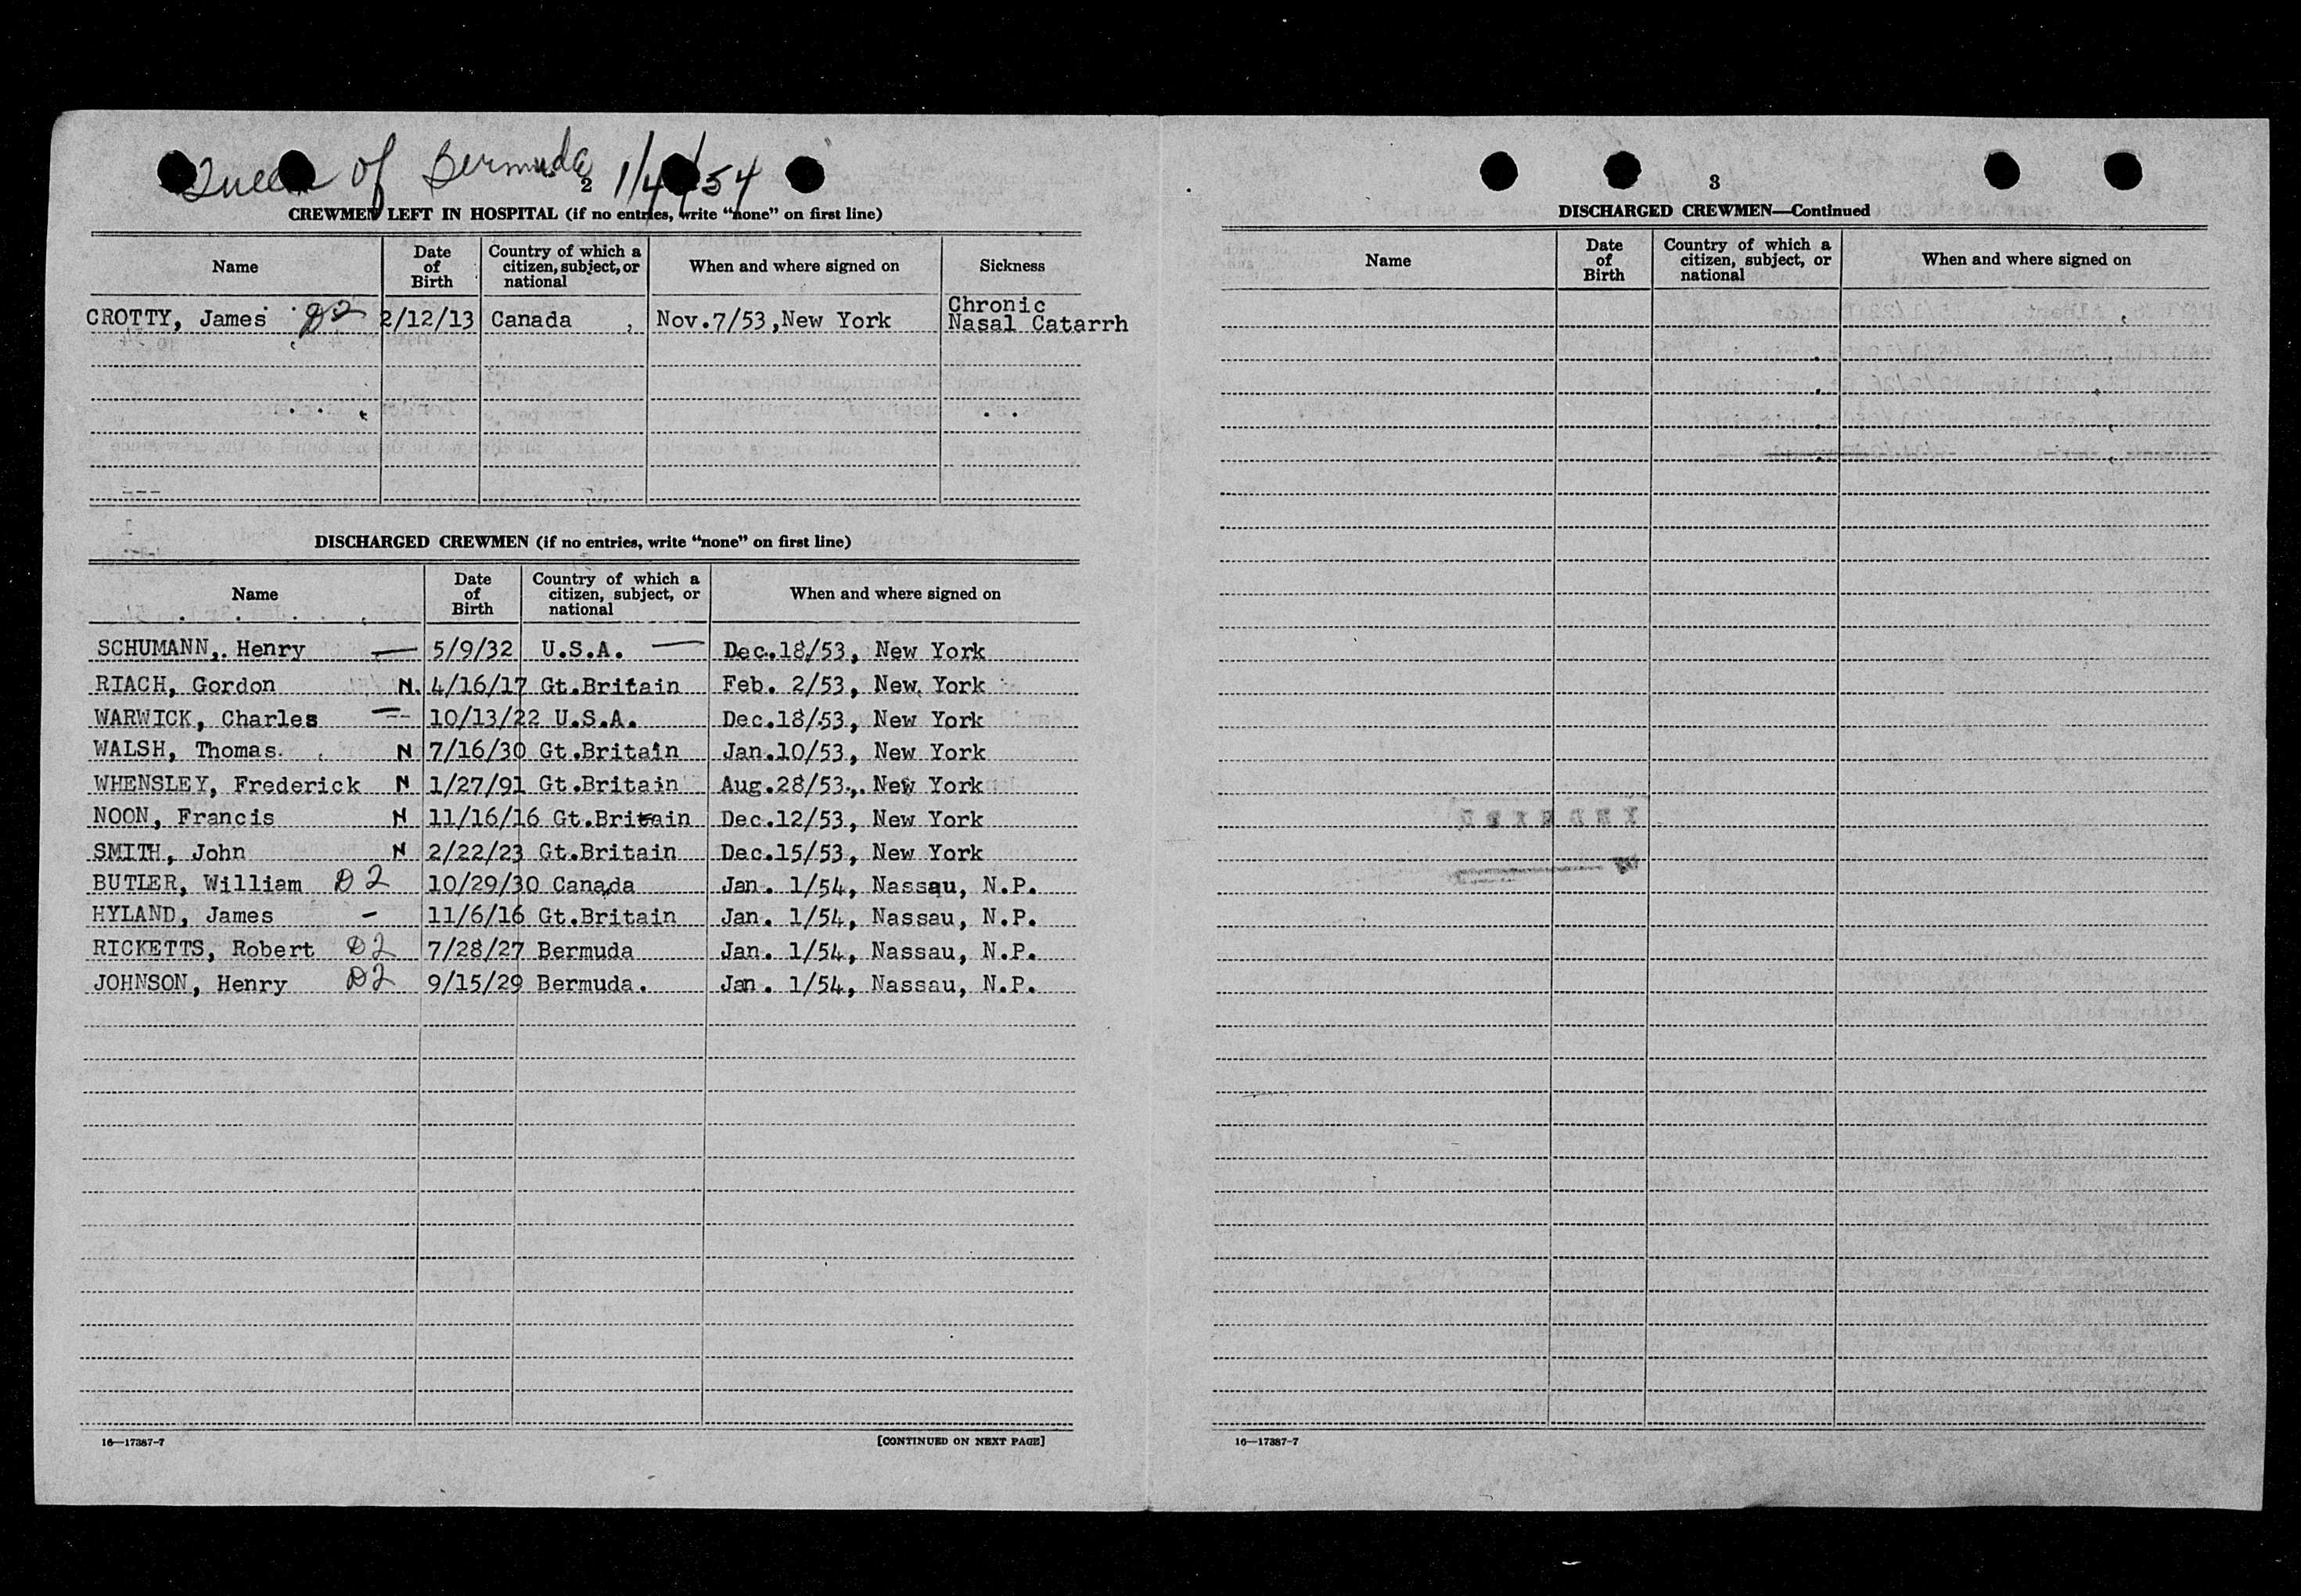 Queen of Bermuda 1/4/54
2
CREWMEN LEFT IN HOSPITAL (if no entries, write "none" on first line)
Name Date of Birth Country of which a citizen, subject, or national When and where signed on Sickness
CROTTY, James D2 2/12/13 Canada Nov.7/53, New York Chronic Nasal Catarrh
DISCHARGED CREWMEN (if no entries, write "none" on first line)
Name Date of Birth Country of which a citizen, subject, or national When and where signed on
SCHUMANN, Henry — 5/9/32 U.S.A. — Dec.18/53, New York
RIACH, Gordon N. 4/16/17 Gt.Britain Feb. 2/53, New York
WARWICK, Charles — 10/13/22 U.S.A. Dec.18/53, New York
WALSH, Thomas. N 7/16/30 Gt.Britain Jan.10/53, New York
WHENSLEY, Frederick N 1/27/91 Gt.Britain Aug.28/53, New York
NOON, Francis N 11/16/16 Gt.Britain Dec.12/53, New York
SMITH, John N 2/22/23 Gt.Britain Dec.15/53, New York
BUTLER, William D2 10/29/30 Canada Jan. 1/54, Nassau, N.P.
HYLAND, James - 11/6/16 Gt.Britain Jan. 1/54, Nassau, N.P.
RICKETTS, Robert D2 7/28/27 Bermuda Jan. 1/54, Nassau, N.P.
JOHNSON, Henry D2 9/15/29 Bermuda. Jan. 1/54, Nassau, N.P.
16—17387-7 [CONTINUED ON NEXT PAGE]
3
DISCHARGED CREWMEN—Continued
Name Date of Birth Country of which a citizen, subject, or national When and where signed on
16—17387-7